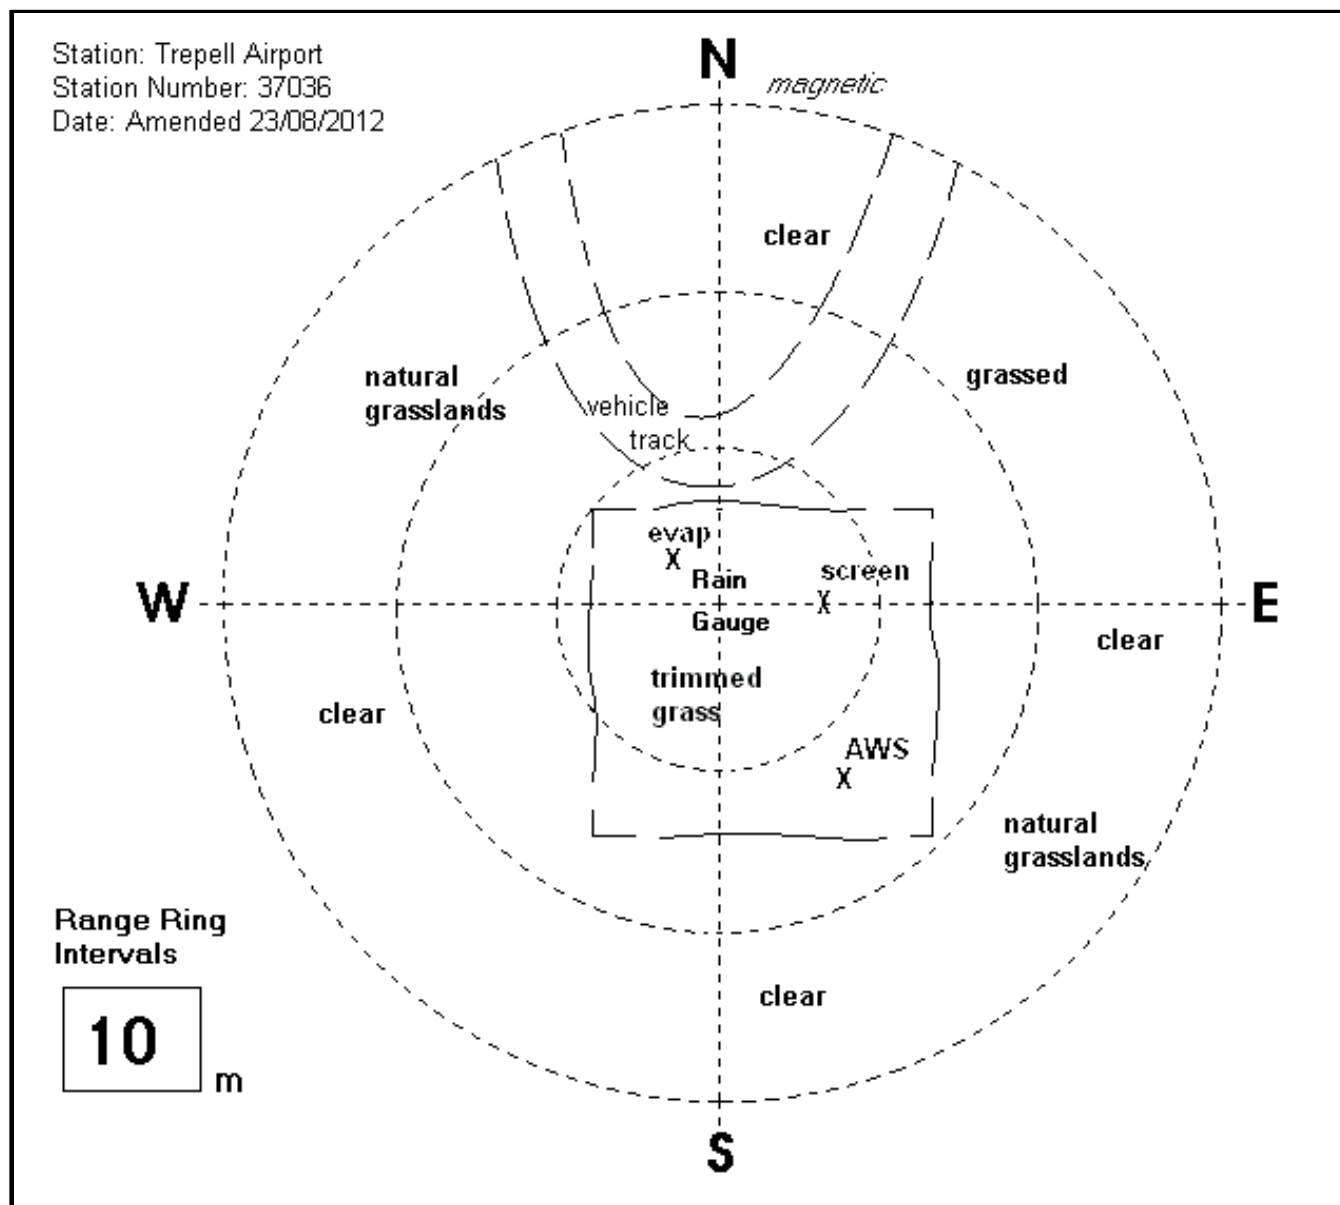 Station: Trepell Airport
Station Number: 37036
Date: Amended 23/08/2012
N
magnetic
clear
natural
grasslands
grassed
vehicle
track
evap
X
Rain
screen
X
W
E
Gauge
clear
trimmed
grass
clear
AWS
X
natural
grasslands
Range Ring
Intervals
10
m
clear
S